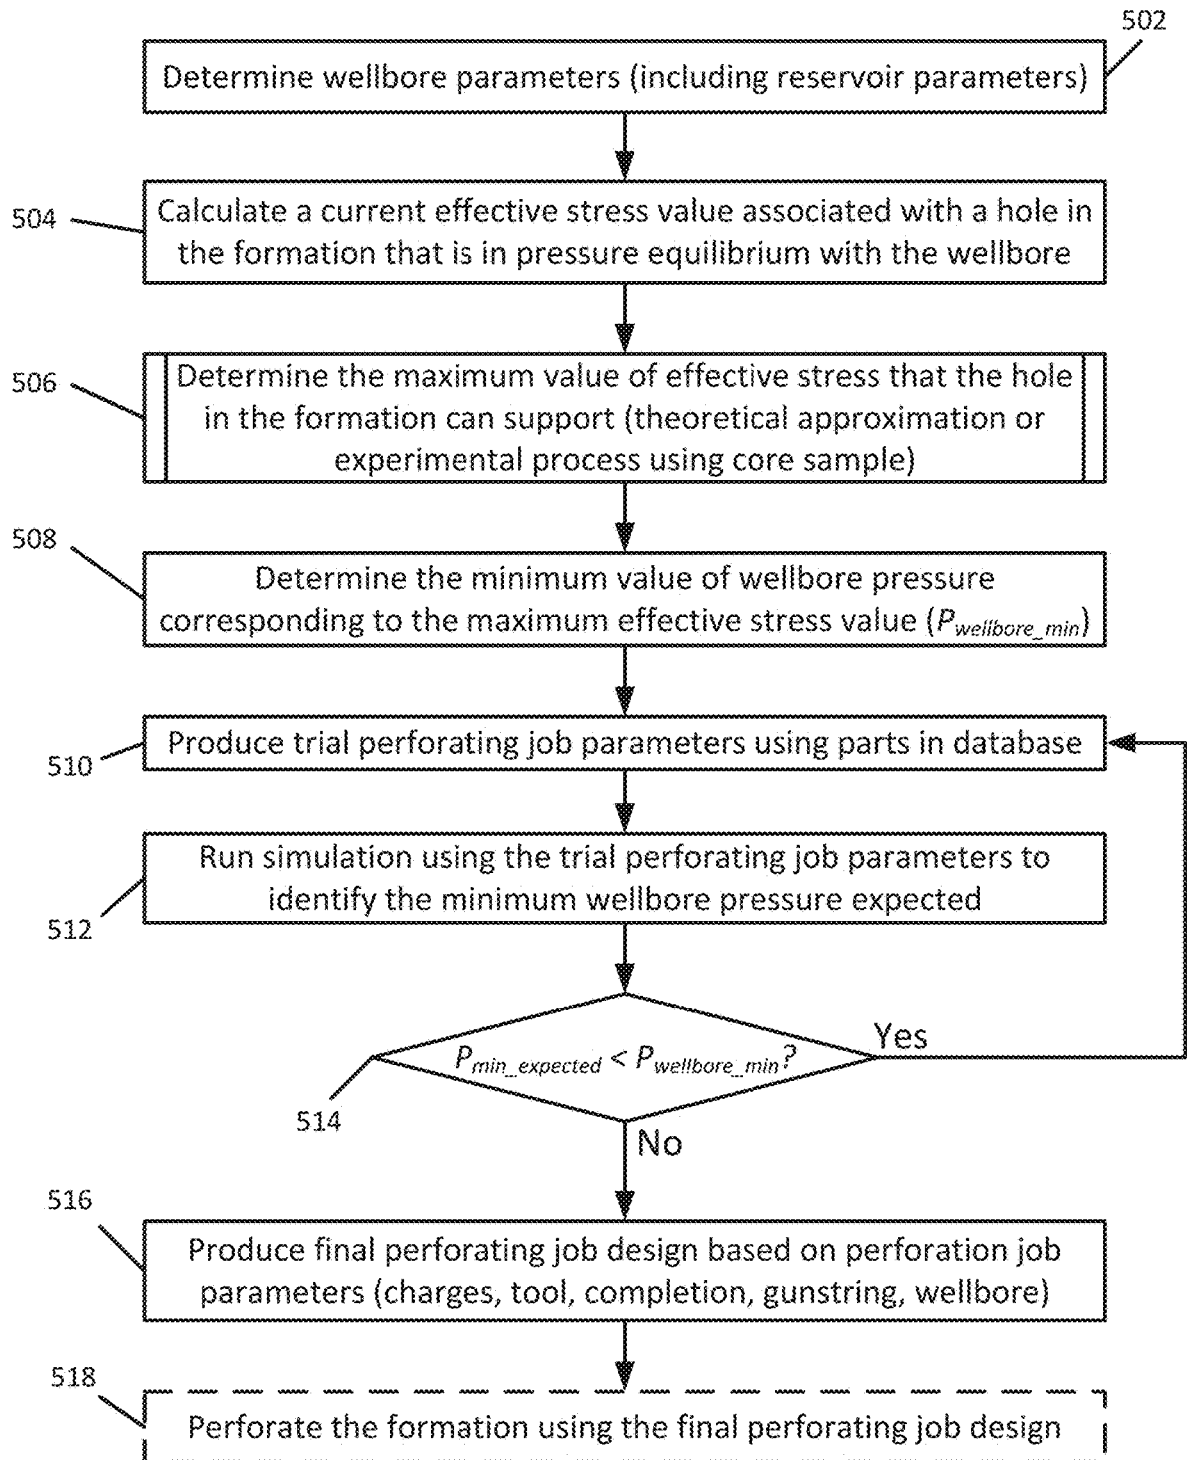 502
Determine wellbore parameters (including reservoir parameters)
504
Calculate a current effective stress value associated with a hole in
the formation that is in pressure equilibrium with the wellbore
506
Determine the maximum value of effective stress that the hole
in the formation can support (theoretical approximation or
experimental process using core sample)
508
Determine the minimum value of wellbore pressure
corresponding to the maximum effective stress value (P_wellbore_min)
510
Produce trial perforating job parameters using parts in database
Run simulation using the trial perforating job parameters to
identify the minimum wellbore pressure expected
512
P_min_expected < P_wellbore_min?
Yes
514
No
516
Produce final perforating job design based on perforation job
parameters (charges, tool, completion, gunstring, wellbore)
518
Perforate the formation using the final perforating job design